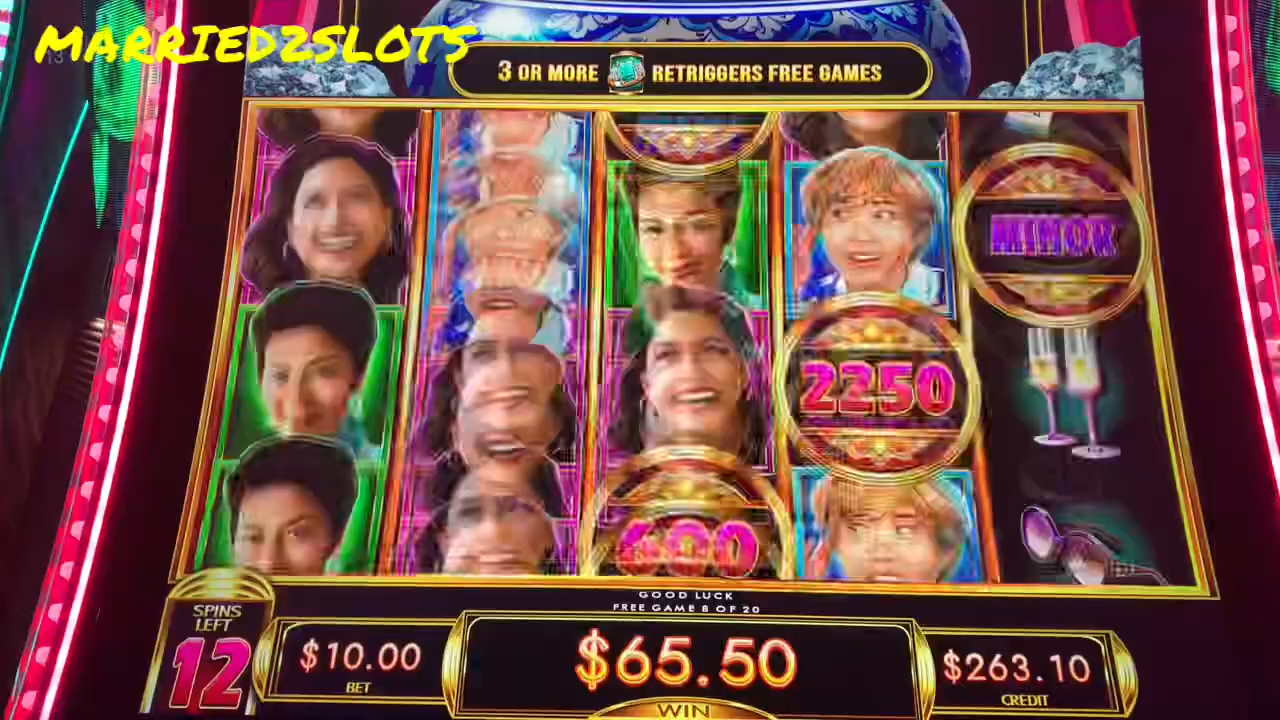 MARRIED2SLOTS
3 OR MORE RETRIGGERS FREE GAMES
MINOR
2250
600
GOOD LUCK
FREE GAME 8 OF 20
SPINS
LEFT
12
$10.00
BET
$65.50
WIN
$263.10
CREDIT